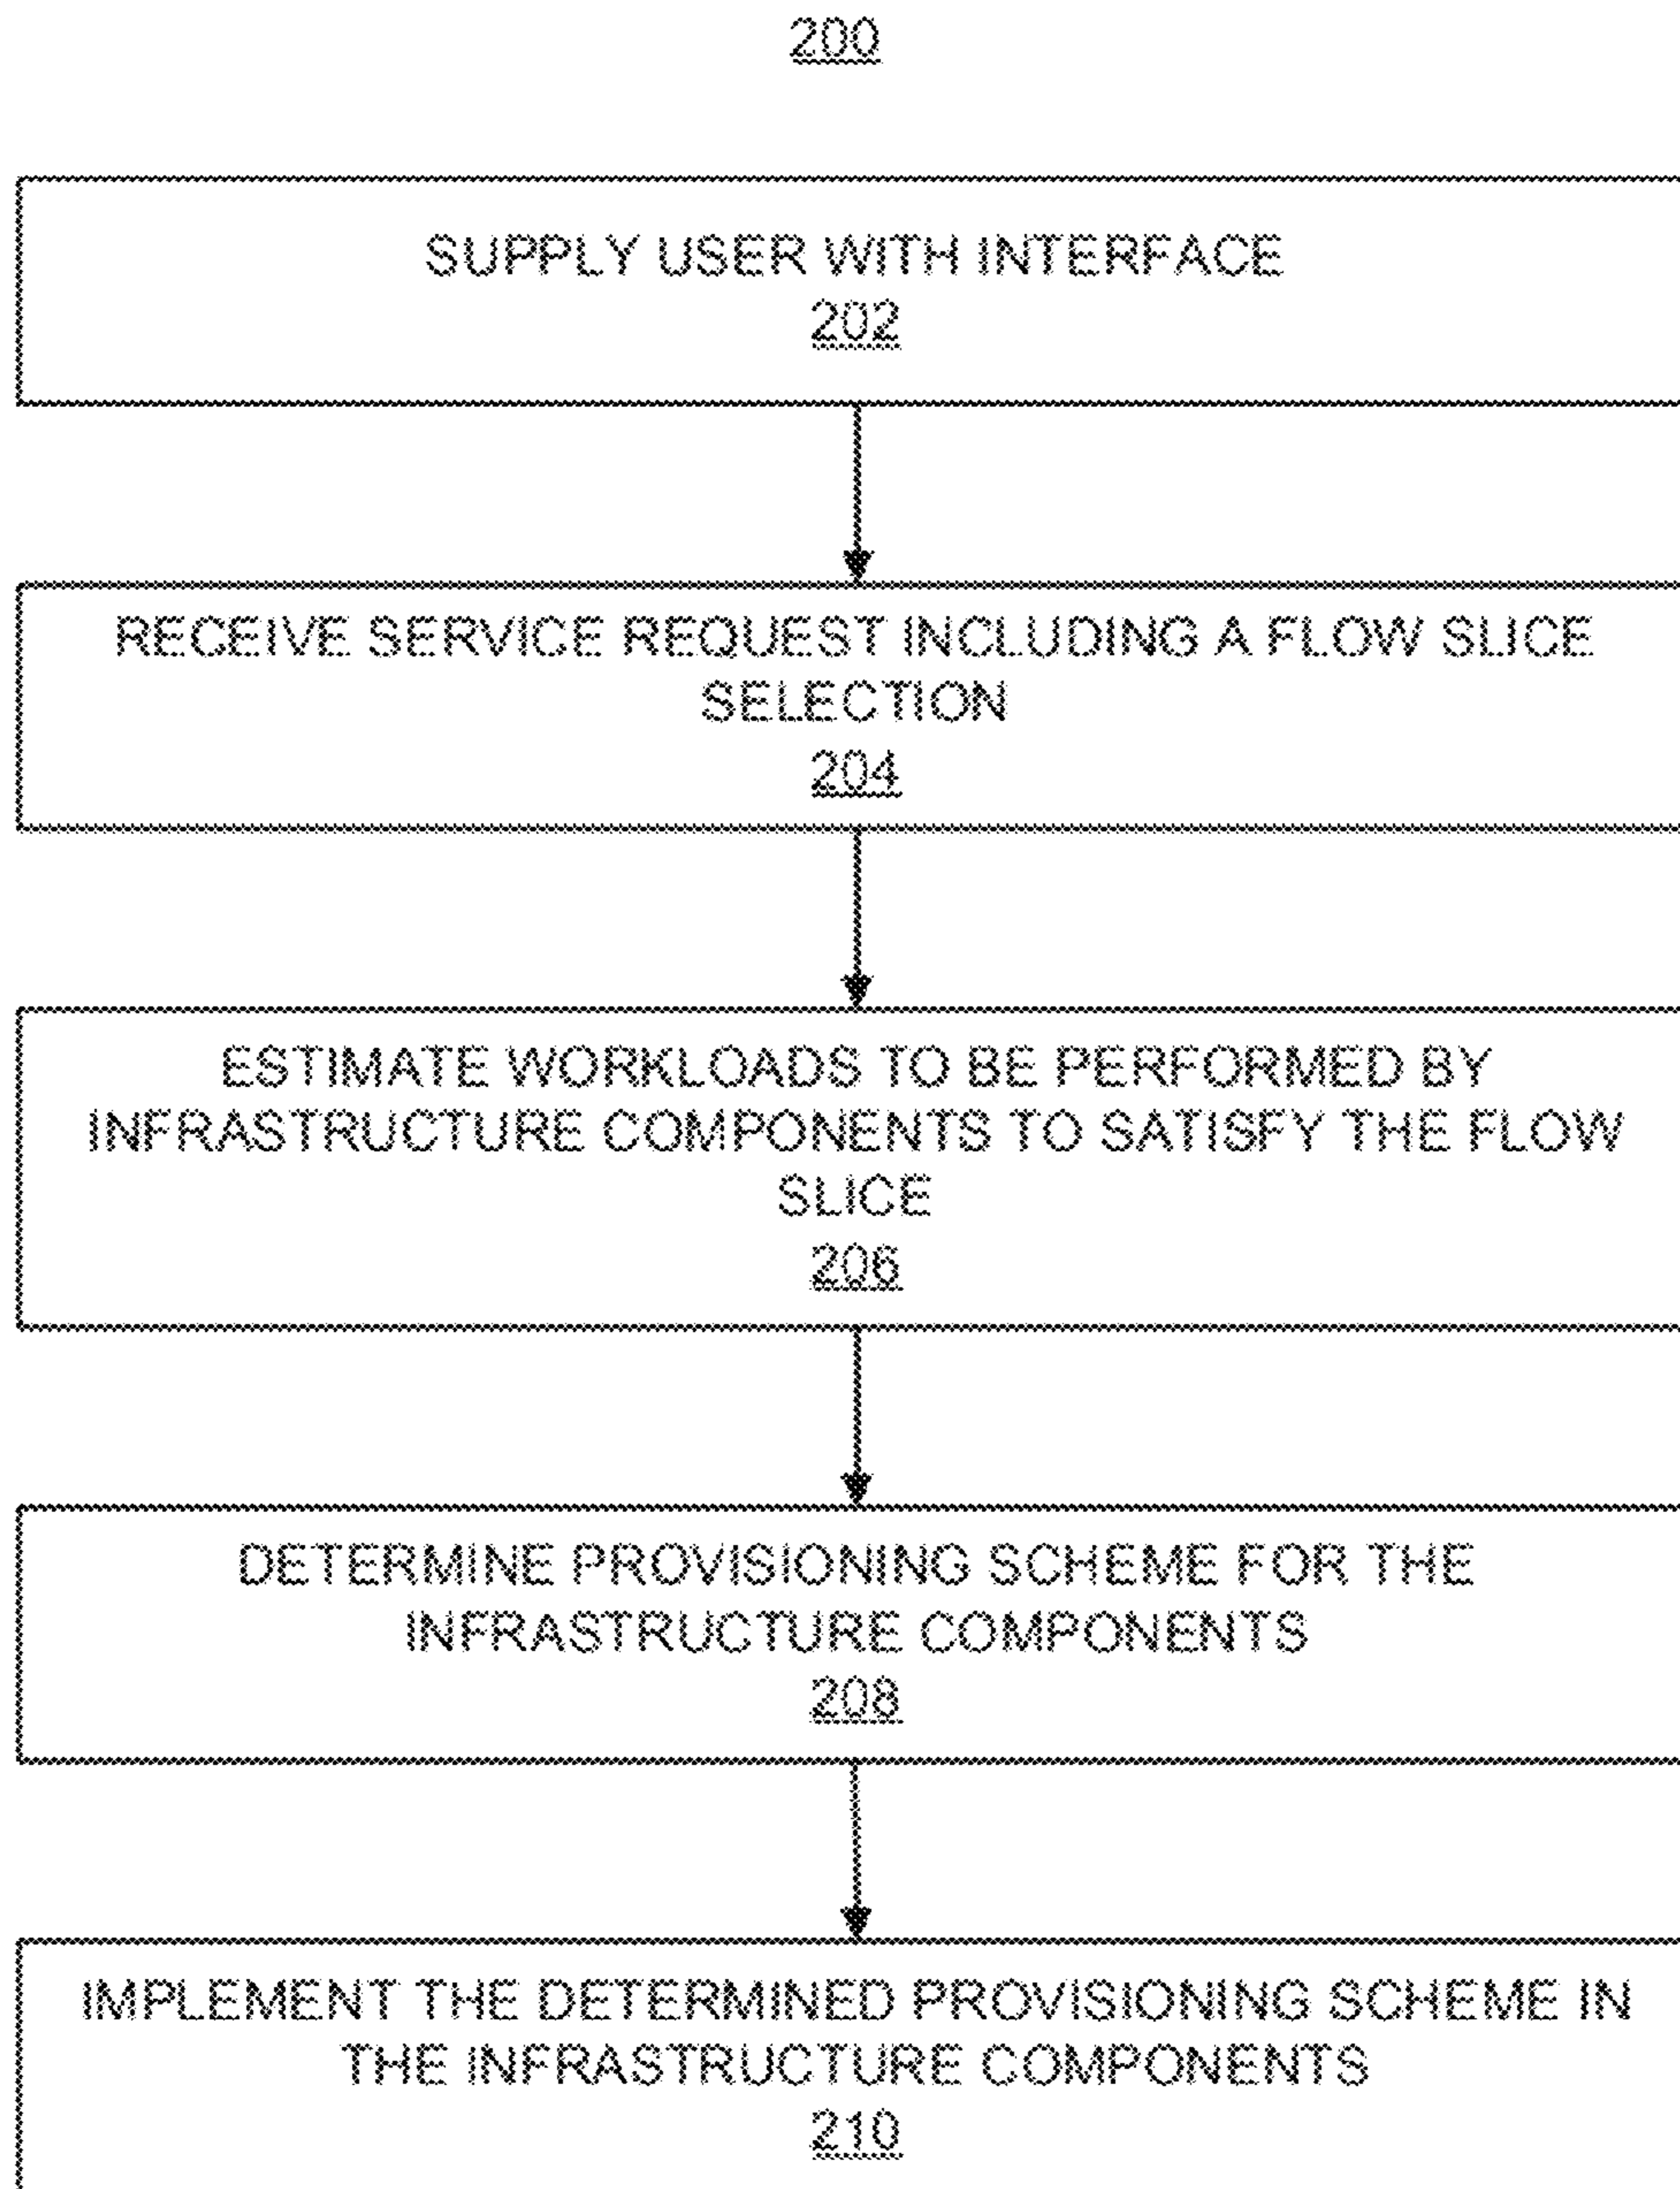 200
SUPPLY USER WITH INTERFACE
202
RECEIVE SERVICE REQUEST INCLUDING A FLOW SLICE
SELECTION
204
ESTIMATE WORKLOADS TO BE PERFORMED BY
INFRASTRUCTURE COMPONENTS TO SATISFY THE FLOW
SLICE
206
DETERMINE PROVISIONING SCHEME FOR THE
INFRASTRUCTURE COMPONENTS
208
IMPLEMENT THE DETERMINED PROVISIONING SCHEME IN
THE INFRASTRUCTURE COMPONENTS
210